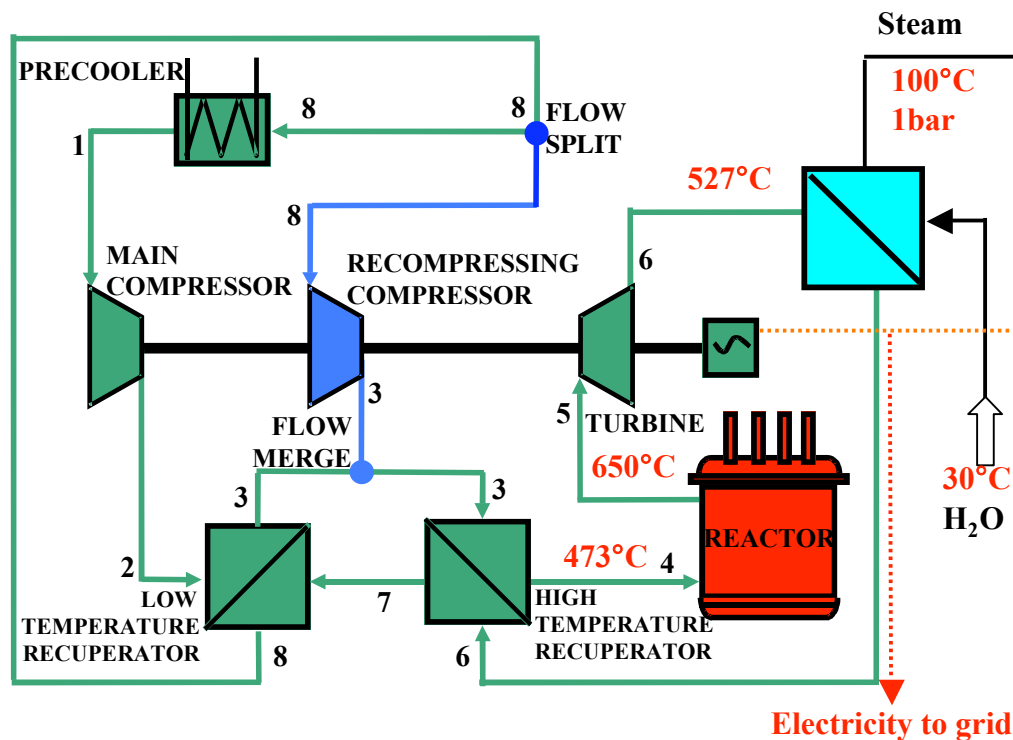 Steam
PRECOOLER
100°C
1bar
8
8
FLOW
SPLIT
1
527°C
8
MAIN
COMPRESSOR
RECOMPRESSING
COMPRESSOR
6
3
5
TURBINE
FLOW
MERGE
650°C
30°C
H₂O
3
3
REACTOR
473°C
4
2
7
LOW
TEMPERATURE
RECUPERATOR
HIGH
TEMPERATURE
RECUPERATOR
8
6
Electricity to grid